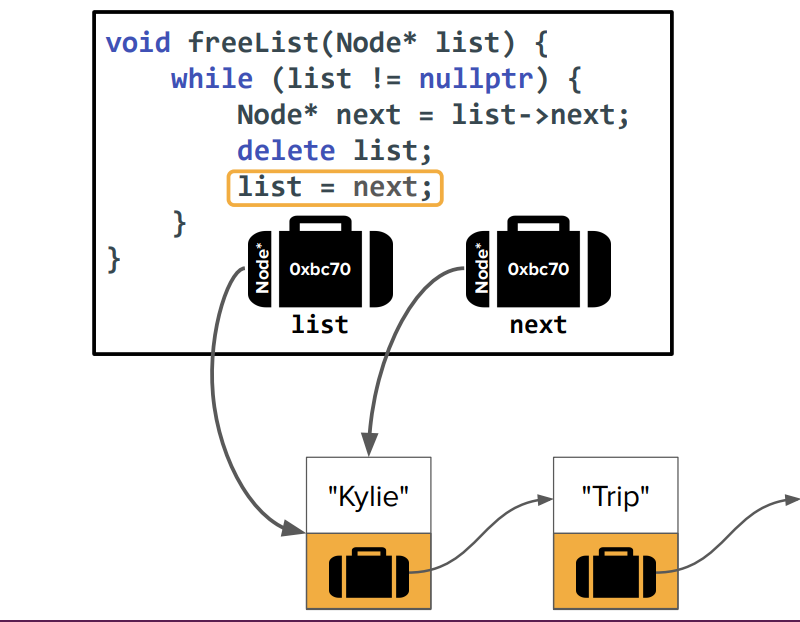 void freeList(Node* list) {
    while (list != nullptr) {
        Node* next = list->next;
        delete list;
        list = next;
    }
}
Node* 0xbc70 Node* 0xbc70
list next
"Kylie" "Trip"